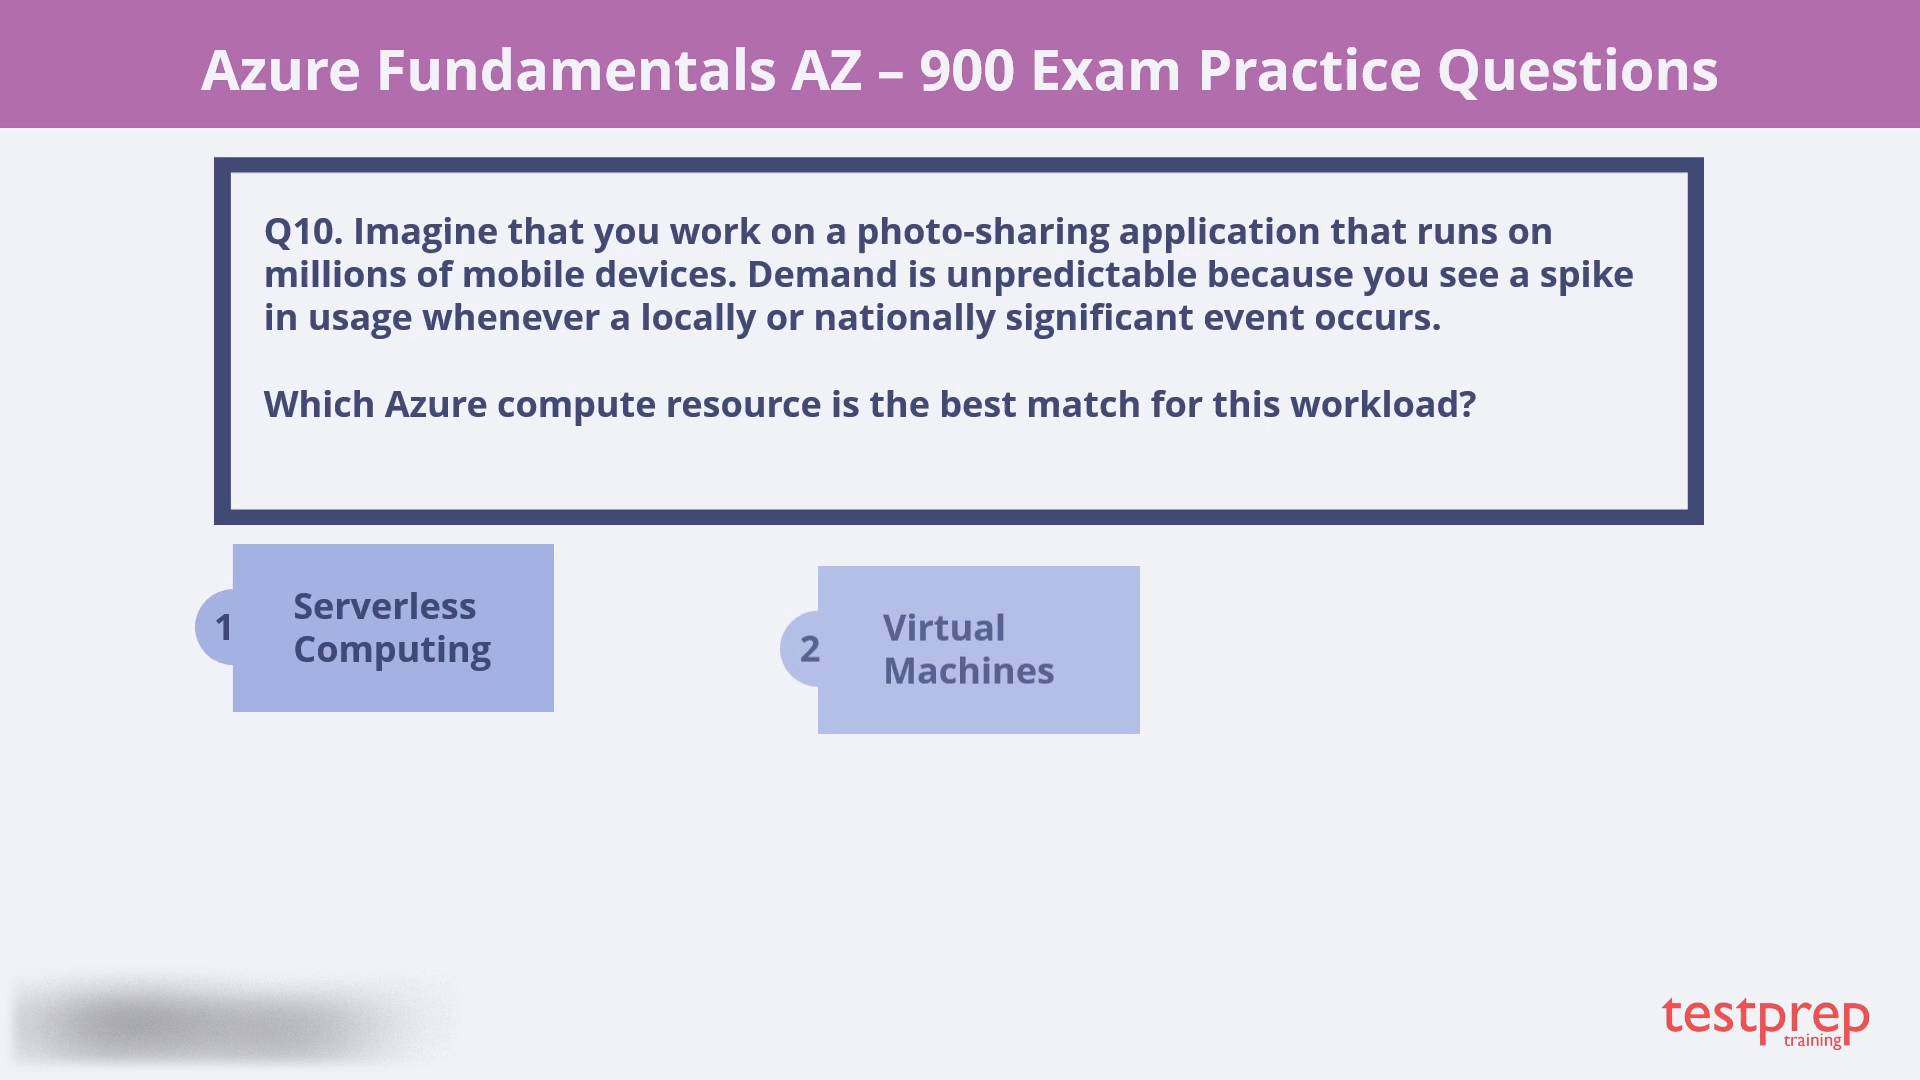 Azure Fundamentals AZ – 900 Exam Practice Questions
Q10. Imagine that you work on a photo-sharing application that runs on
millions of mobile devices. Demand is unpredictable because you see a spike
in usage whenever a locally or nationally significant event occurs.
Which Azure compute resource is the best match for this workload?
1
Serverless
Computing
2
Virtual
Machines
testprep
training